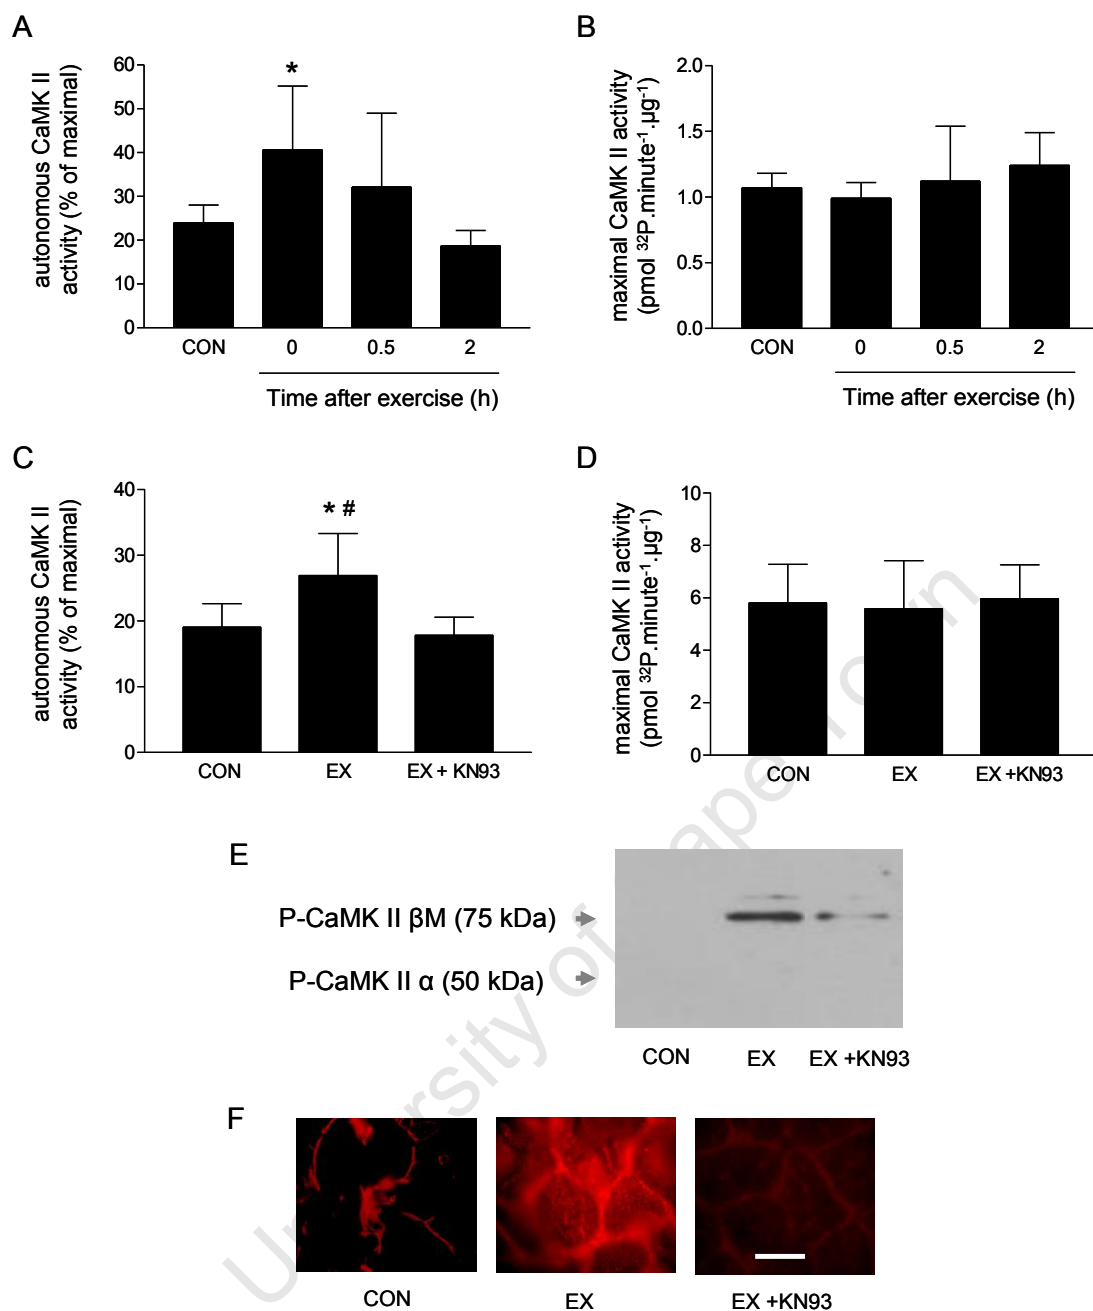 A
autonomous CaMK II
activity (% of maximal)
60
50
40
30
20
10
0
*
CON
0
0.5
2
Time after exercise (h)
B
maximal CaMK II activity
(pmol ³²P.minute⁻¹.µg⁻¹)
2.0
1.5
1.0
0.5
0.0
CON
0
0.5
2
Time after exercise (h)
C
autonomous CaMK II
activity (% of maximal)
40
30
20
10
0
* #
CON
EX
EX + KN93
D
maximal CaMK II activity
(pmol ³²P.minute⁻¹.µg⁻¹)
10
8
6
4
2
0
CON
EX
EX +KN93
E
P-CaMK II βM (75 kDa)
P-CaMK II α (50 kDa)
CON
EX
EX +KN93
F
CON
EX
EX +KN93
University of Cape Town